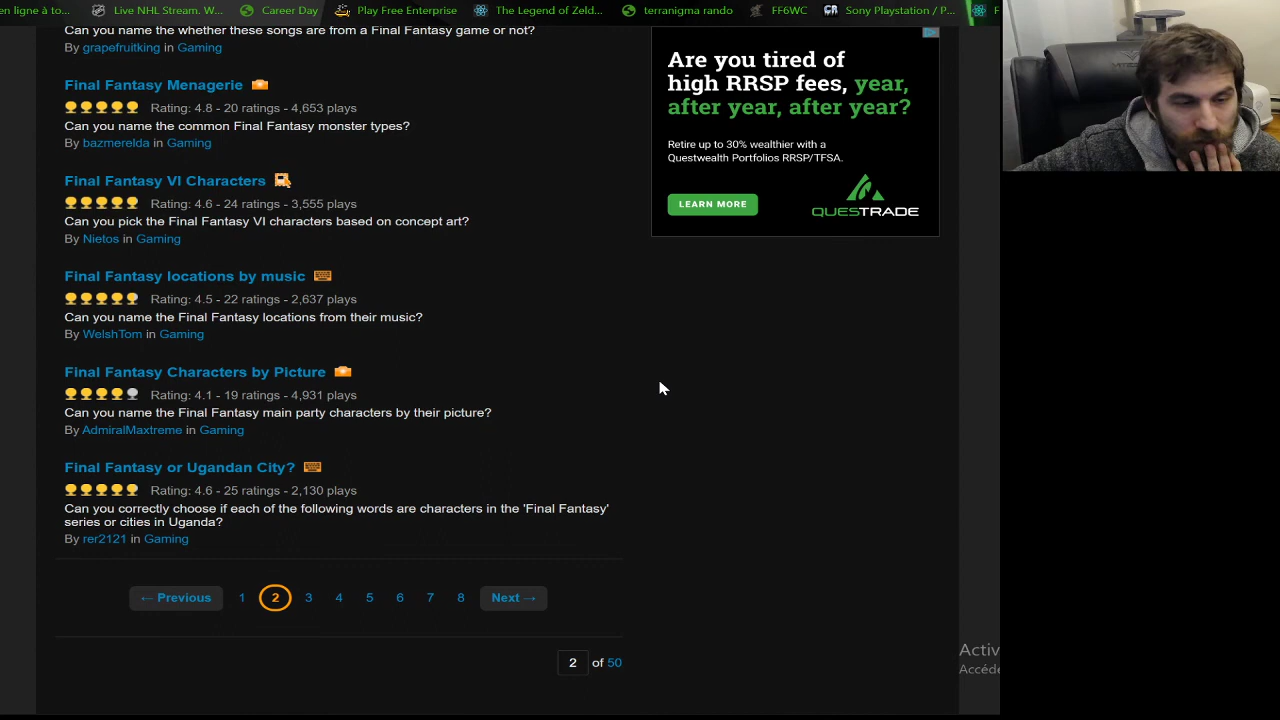 en ligne à to... Live NHL Stream. W... Career Day Play Free Enterprise The Legend of Zeld... terranigma rando FF6WC Sony Playstation / P... F
Can you name the whether these songs are from a Final Fantasy game or not?
By grapefruitking in Gaming
Final Fantasy Menagerie
Rating: 4.8 - 20 ratings - 4,653 plays
Can you name the common Final Fantasy monster types?
By bazmerelda in Gaming
Final Fantasy VI Characters
Rating: 4.6 - 24 ratings - 3,555 plays
Can you pick the Final Fantasy VI characters based on concept art?
By Nietos in Gaming
Final Fantasy locations by music
Rating: 4.5 - 22 ratings - 2,637 plays
Can you name the Final Fantasy locations from their music?
By WelshTom in Gaming
Final Fantasy Characters by Picture
Rating: 4.1 - 19 ratings - 4,931 plays
Can you name the Final Fantasy main party characters by their picture?
By AdmiralMaxtreme in Gaming
Final Fantasy or Ugandan City?
Rating: 4.6 - 25 ratings - 2,130 plays
Can you correctly choose if each of the following words are characters in the 'Final Fantasy'
series or cities in Uganda?
By rer2121 in Gaming
← Previous 1 2 3 4 5 6 7 8 Next →
2 of 50
Are you tired of
high RRSP fees, year,
after year, after year?
Retire up to 30% wealthier with a
Questwealth Portfolios RRSP/TFSA.
LEARN MORE
QUESTRADE
Activ
Accéde